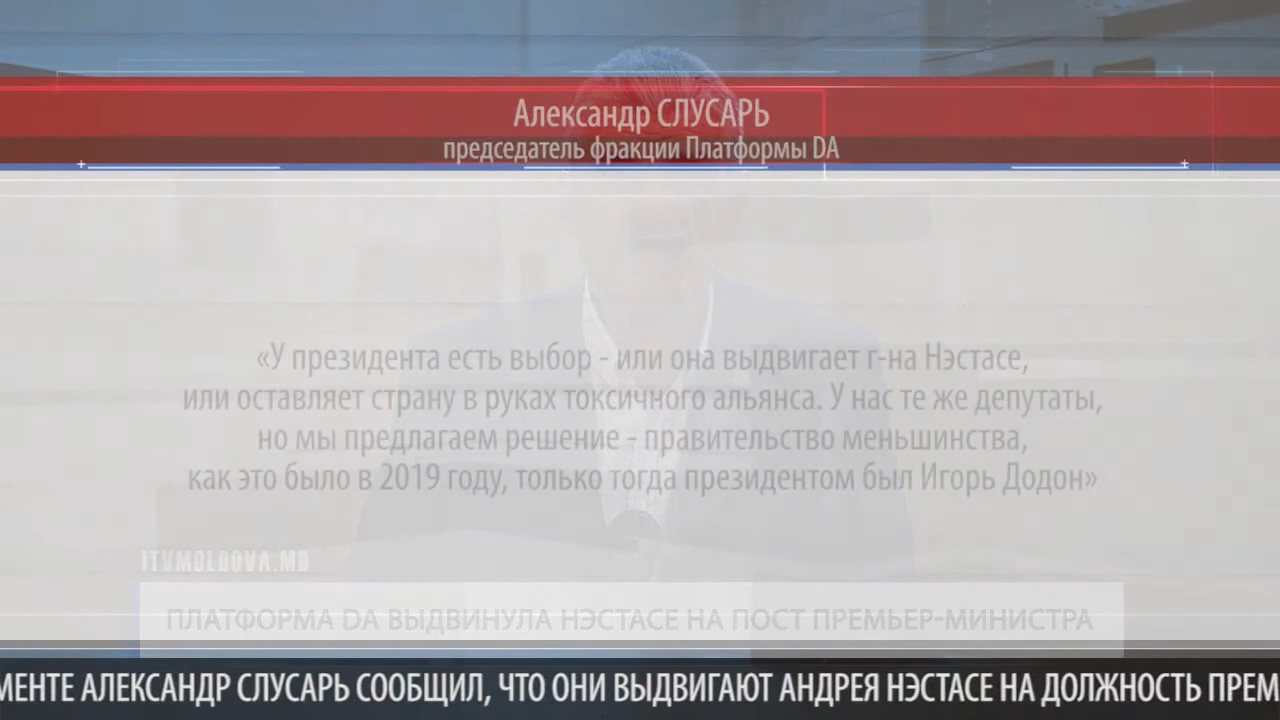 Александр СЛУСАРЬ
председатель фракции Платформы DA
«У президента есть выбор - или она выдвигает г-на Нэстасе,
или оставляет страну в руках токсичного альянса. У нас те же депутаты,
но мы предлагаем решение - правительство меньшинства,
как это было в 2019 году, только тогда президентом был Игорь Додон»
ITVMOLDOVA.MD
ПЛАТФОРМА DA ВЫДВИНУЛА НЭСТАСЕ НА ПОСТ ПРЕМЬЕР-МИНИСТРА
МЕНТЕ АЛЕКСАНДР СЛУСАРЬ СООБЩИЛ, ЧТО ОНИ ВЫДВИГАЮТ АНДРЕЯ НЭСТАСЕ НА ДОЛЖНОСТЬ ПРЕМ